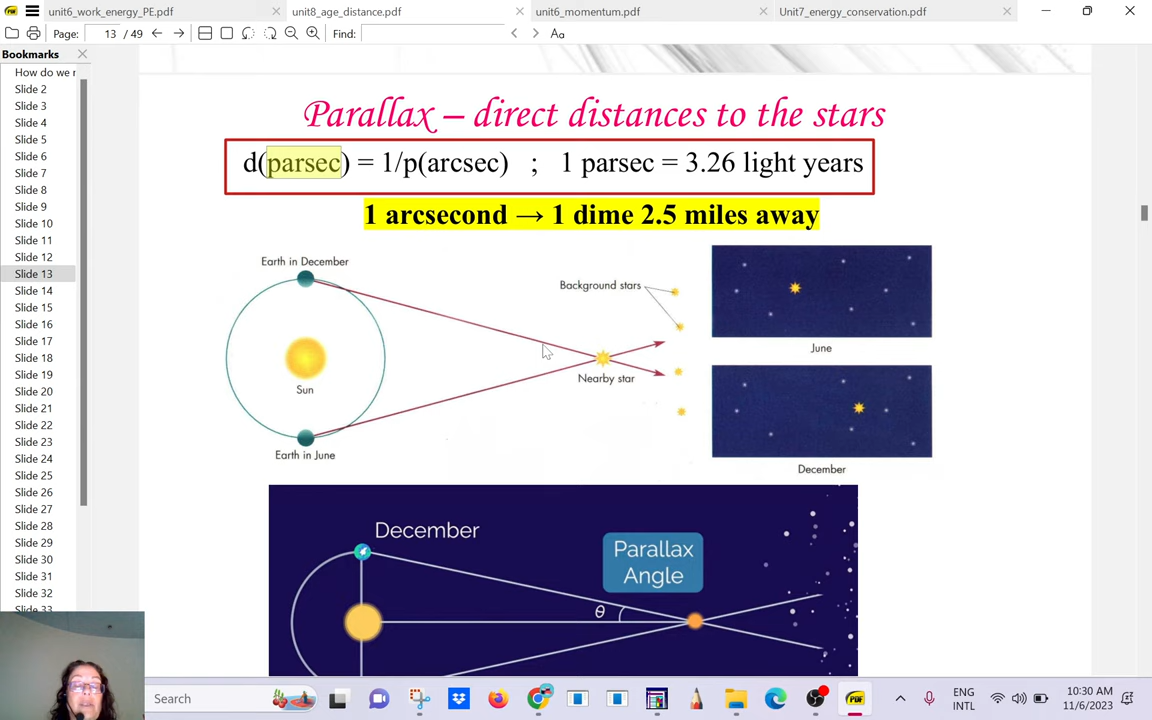 unit6_work_energy_PE.pdf
unit8_age_distance.pdf
unit6_momentum.pdf
Unit7_energy_conservation.pdf
Page: 13 / 49
Find:
Aa
Bookmarks
How do we r
Slide 2
Slide 3
Slide 4
Slide 5
Slide 6
Slide 7
Slide 8
Slide 9
Slide 10
Slide 11
Slide 12
Slide 13
Slide 14
Slide 15
Slide 16
Slide 17
Slide 18
Slide 19
Slide 20
Slide 21
Slide 22
Slide 23
Slide 24
Slide 25
Slide 26
Slide 27
Slide 28
Slide 29
Slide 30
Slide 31
Slide 32
Slide 33
Parallax – direct distances to the stars
d(parsec) = 1/p(arcsec) ; 1 parsec = 3.26 light years
1 arcsecond → 1 dime 2.5 miles away
Earth in December
Sun
Earth in June
Nearby star
Background stars
June
December
December
Parallax
Angle
θ
Search
ENG
INTL
10:30 AM
11/6/2023